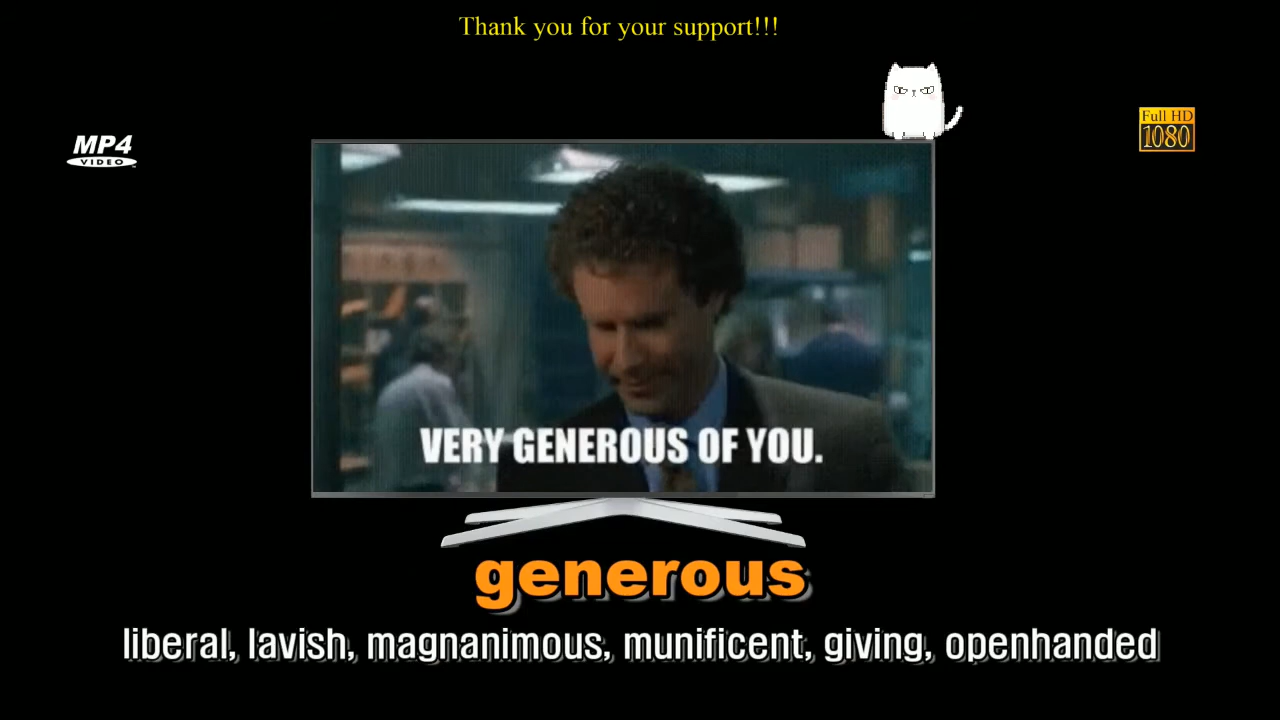 Thank you for your support!!!
MP4
VIDEO
Full HD
1080
VERY GENEROUS OF YOU.
generous
liberal, lavish, magnanimous, munificent, giving, openhanded